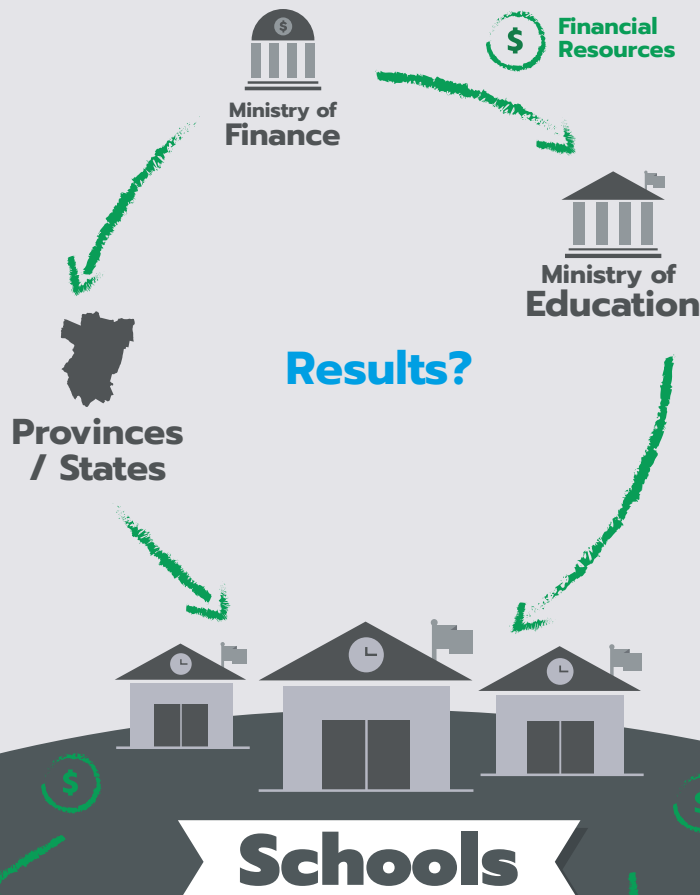 $
Ministry of
Finance
$
Financial
Resources
Ministry of
Education
Results?
Provinces
/ States
$
Schools